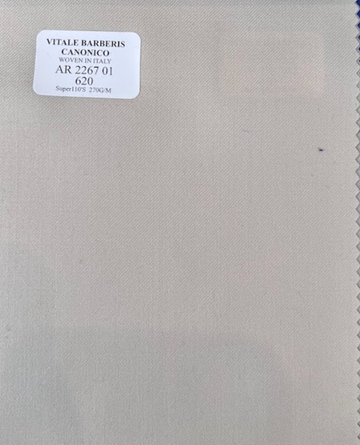 VITALE BARBERIS
CANONICO
WOVEN IN ITALY
AR 2267 01
620
Super110'S 270G/M